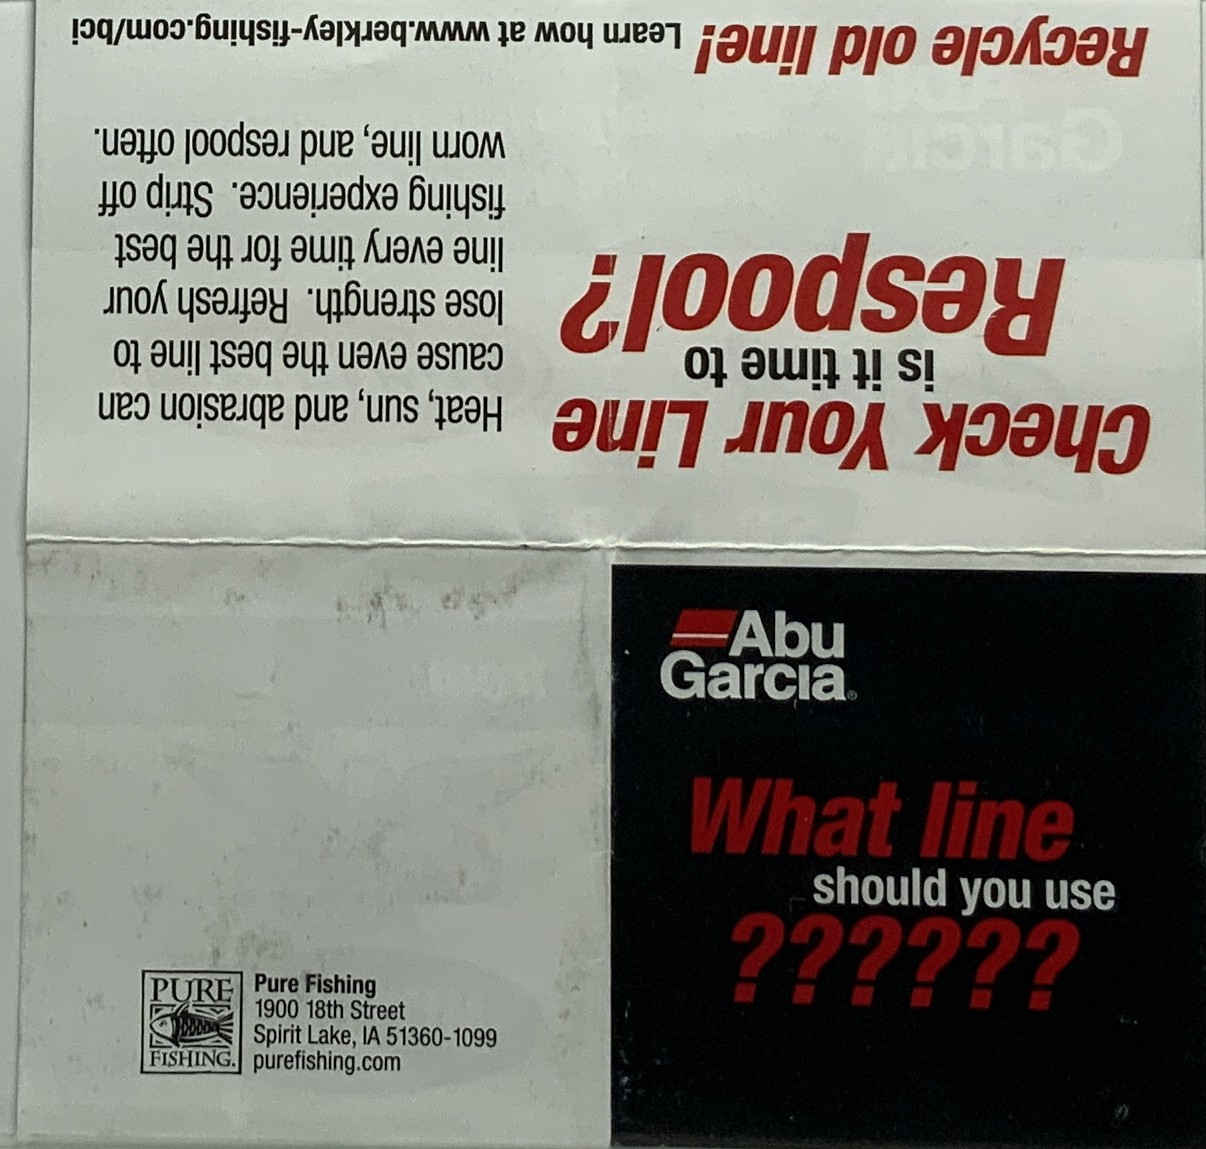 Check Your Line
is it time to
Respool?
Heat, sun, and abrasion can
cause even the best line to
lose strength. Refresh your
line every time for the best
fishing experience. Strip off
worn line, and respool often.
Recycle old line! Learn how at www.berkley-fishing.com/bci
Abu
Garcia®
What line
should you use
??????
PURE
FISHING.
Pure Fishing
1900 18th Street
Spirit Lake, IA 51360-1099
purefishing.com